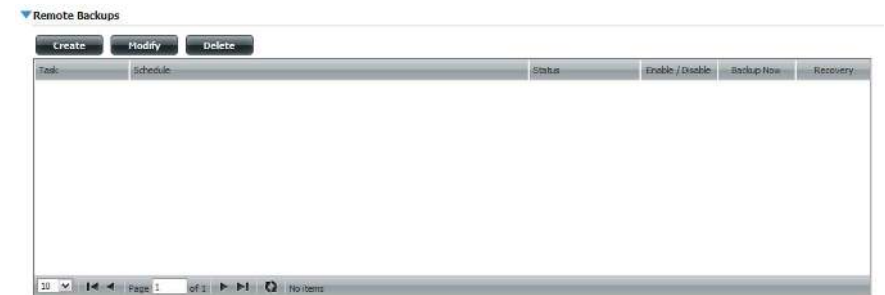 Remote Backups
Create Modify Delete
Task Schedule Status Enable / Disable Backup Now Recovery
10 Page 1 of 1 No items